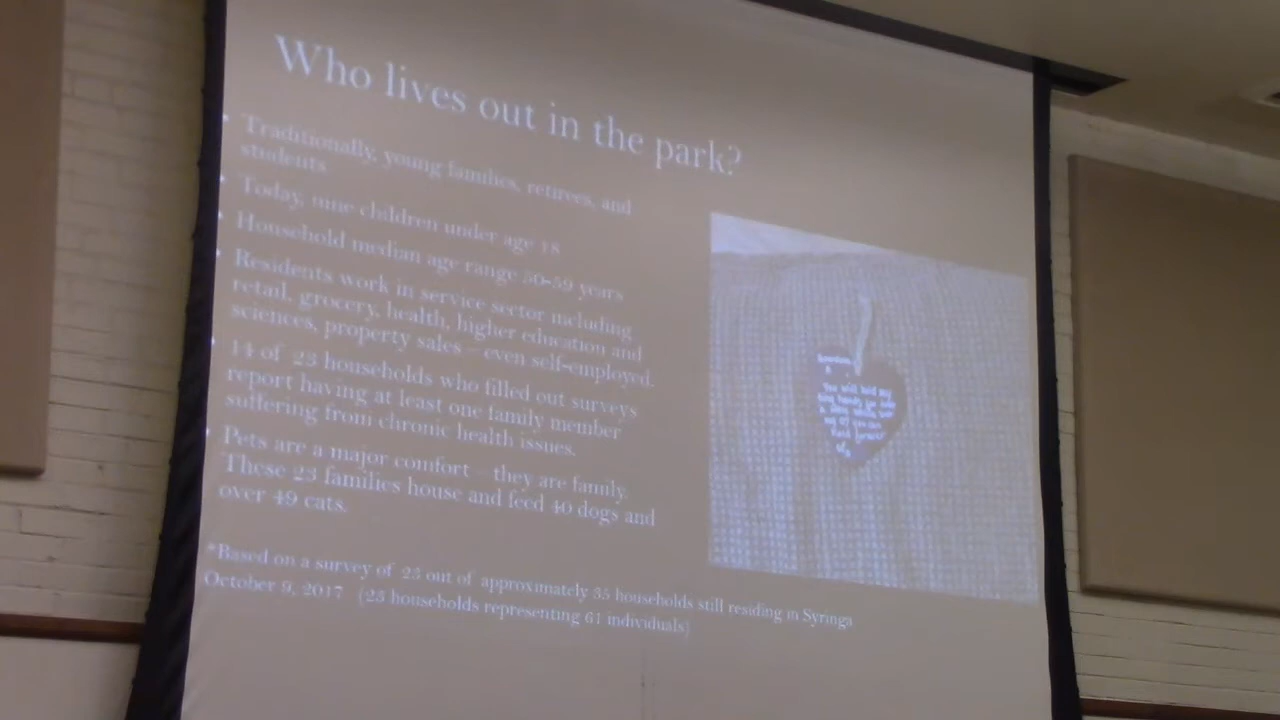 Who lives out in the park?
• Traditionally, young families, retirees, and
students
• Today, nine children under age 18
• Household median age range 50-59 years
• Residents work in service sector including
retail, grocery, health, higher education and
sciences, property sales – even self-employed.
• 14 of 23 households who filled out surveys
report having at least one family member
suffering from chronic health issues.
• Pets are a major comfort – they are family.
These 23 families house and feed 40 dogs and
over 49 cats.
*Based on a survey of 23 out of approximately 35 households still residing in Syringa
October 9, 2017 (23 households representing 61 individuals)